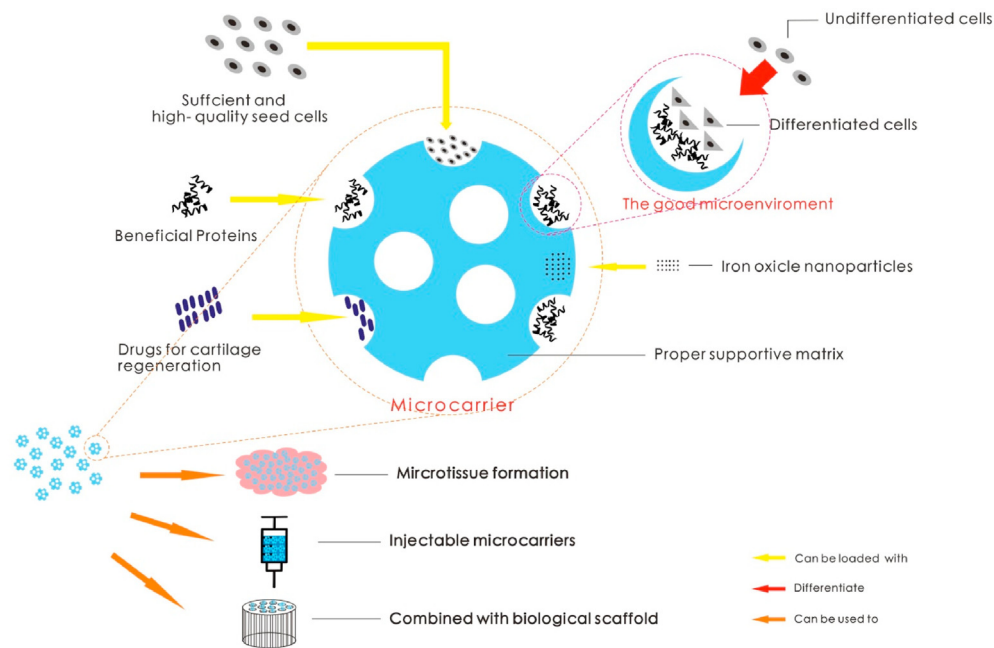 Undifferentiated cells
Suffcient and
high- quality seed cells
Differentiated cells
The good microenviroment
Beneficial Proteins
Iron oxicle nanoparticles
Drugs for cartilage
regeneration
Proper supportive matrix
Microcarrier
Mircrotissue formation
Injectable microcarriers
Can be loaded with
Differentiate
Combined with biological scaffold
Can be used to